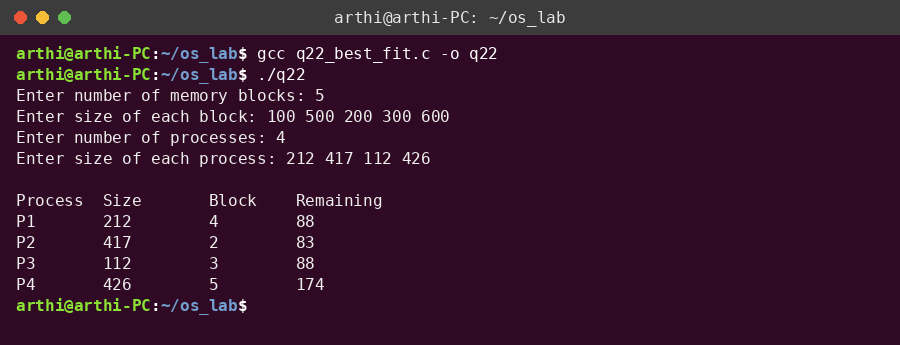 arthi@arthi-PC: ~/os_lab
arthi@arthi-PC:~/os_lab$ gcc q22_best_fit.c -o q22
arthi@arthi-PC:~/os_lab$ ./q22
Enter number of memory blocks: 5
Enter size of each block: 100 500 200 300 600
Enter number of processes: 4
Enter size of each process: 212 417 112 426

Process  Size       Block    Remaining
P1       212        4        88
P2       417        2        83
P3       112        3        88
P4       426        5        174
arthi@arthi-PC:~/os_lab$